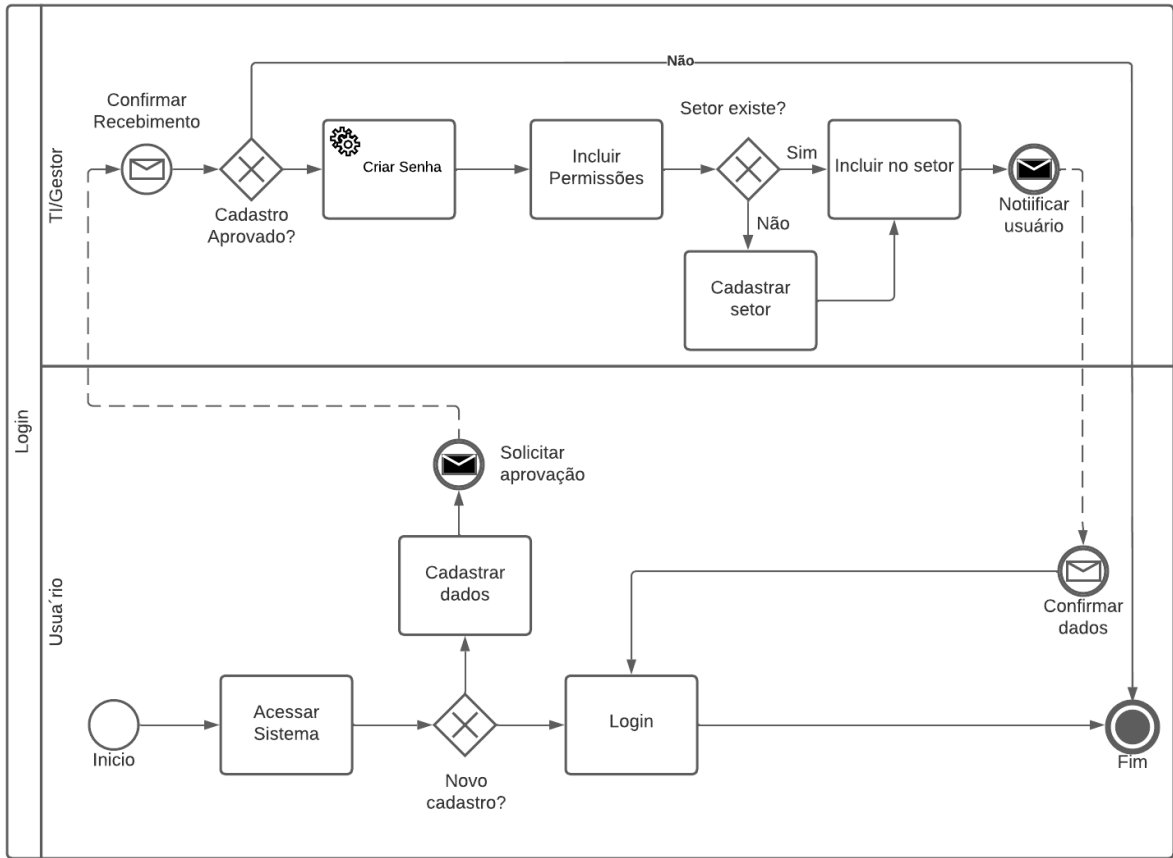 Login
TI/Gestor
Não
Confirmar
Recebimento
Cadastro
Aprovado?
Criar Senha
Incluir
Permissões
Setor existe?
Sim
Não
Incluir no setor
Cadastrar
setor
Notiificar
usuário
Usua´rio
Solicitar
aprovação
Cadastrar
dados
Confirmar
dados
Inicio
Acessar
Sistema
Novo
cadastro?
Login
Fim